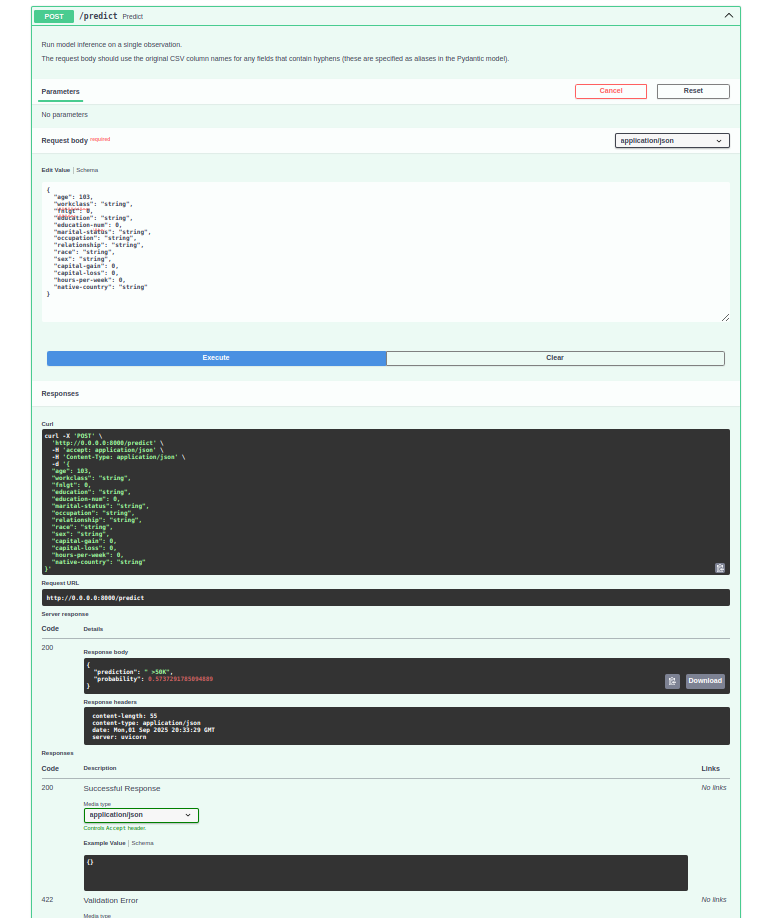 POST /predict Predict
Run model inference on a single observation.
The request body should use the original CSV column names for any fields that contain hyphens (these are specified as aliases in the Pydantic model).
Parameters
Cancel
Reset
No parameters
Request body required
application/json
Edit Value | Schema
{
"age": 103,
"workclass": "string",
"fnlgt": 0,
"education": "string",
"education-num": 0,
"marital-status": "string",
"occupation": "string",
"relationship": "string",
"race": "string",
"sex": "string",
"capital-gain": 0,
"capital-loss": 0,
"hours-per-week": 0,
"native-country": "string"
}
Execute
Clear
Responses
Curl
curl -X 'POST' \
'http://0.0.0.0:8000/predict' \
-H 'accept: application/json' \
-H 'Content-Type: application/json' \
-d '{
"age": 103,
"workclass": "string",
"fnlgt": 0,
"education": "string",
"education-num": 0,
"marital-status": "string",
"occupation": "string",
"relationship": "string",
"race": "string",
"sex": "string",
"capital-gain": 0,
"capital-loss": 0,
"hours-per-week": 0,
"native-country": "string"
}'
Request URL
http://0.0.0.0:8000/predict
Server response
Code Details
200
Response body
{
"prediction": " >50K",
"probability": 0.5737291785094809
}
Download
Response headers
content-length: 55
content-type: application/json
date: Mon,01 Sep 2025 20:33:29 GMT
server: uvicorn
Responses
Code Description Links
200 Successful Response No links
Media type
application/json
Controls Accept header.
Example Value | Schema
{}
422 Validation Error No links
Media type